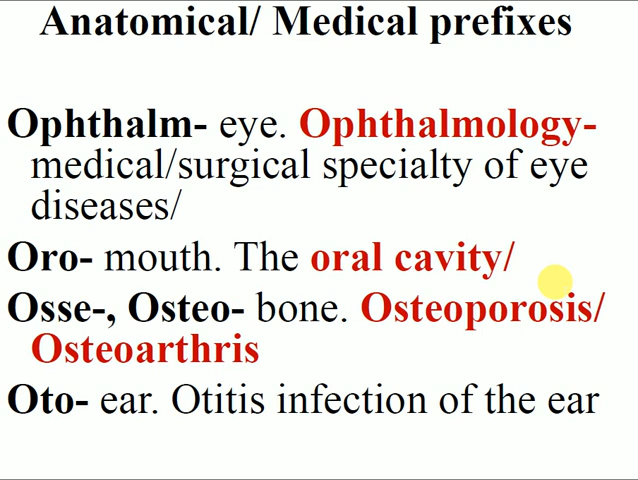 Anatomical/ Medical prefixes
Ophthalm- eye. Ophthalmology-
medical/surgical specialty of eye
diseases/
Oro- mouth. The oral cavity/
Osse-, Osteo- bone. Osteoporosis/
Osteoarthris
Oto- ear. Otitis infection of the ear